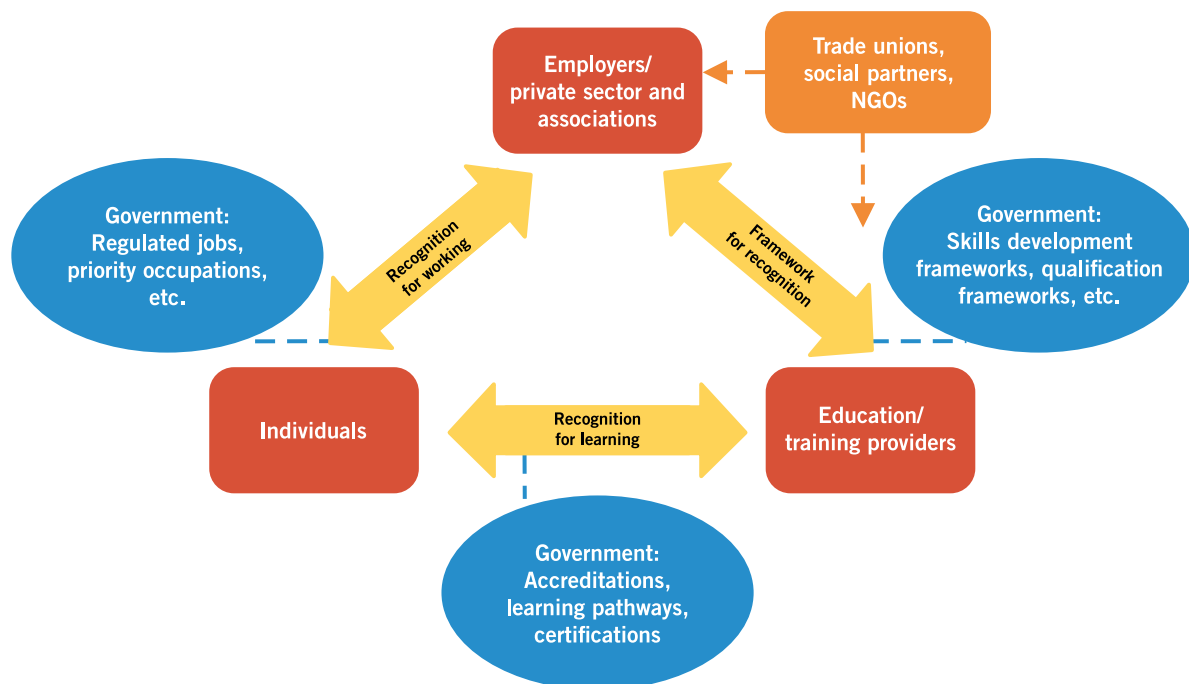 Employers/
private sector and
associations
Trade unions,
social partners,
NGOs
Government:
Regulated jobs,
priority occupations,
etc.
Recognition
for working
Framework
for recognition
Government:
Skills development
frameworks, qualification
frameworks, etc.
Individuals
Recognition
for learning
Education/
training providers
Government:
Accreditations,
learning pathways,
certifications